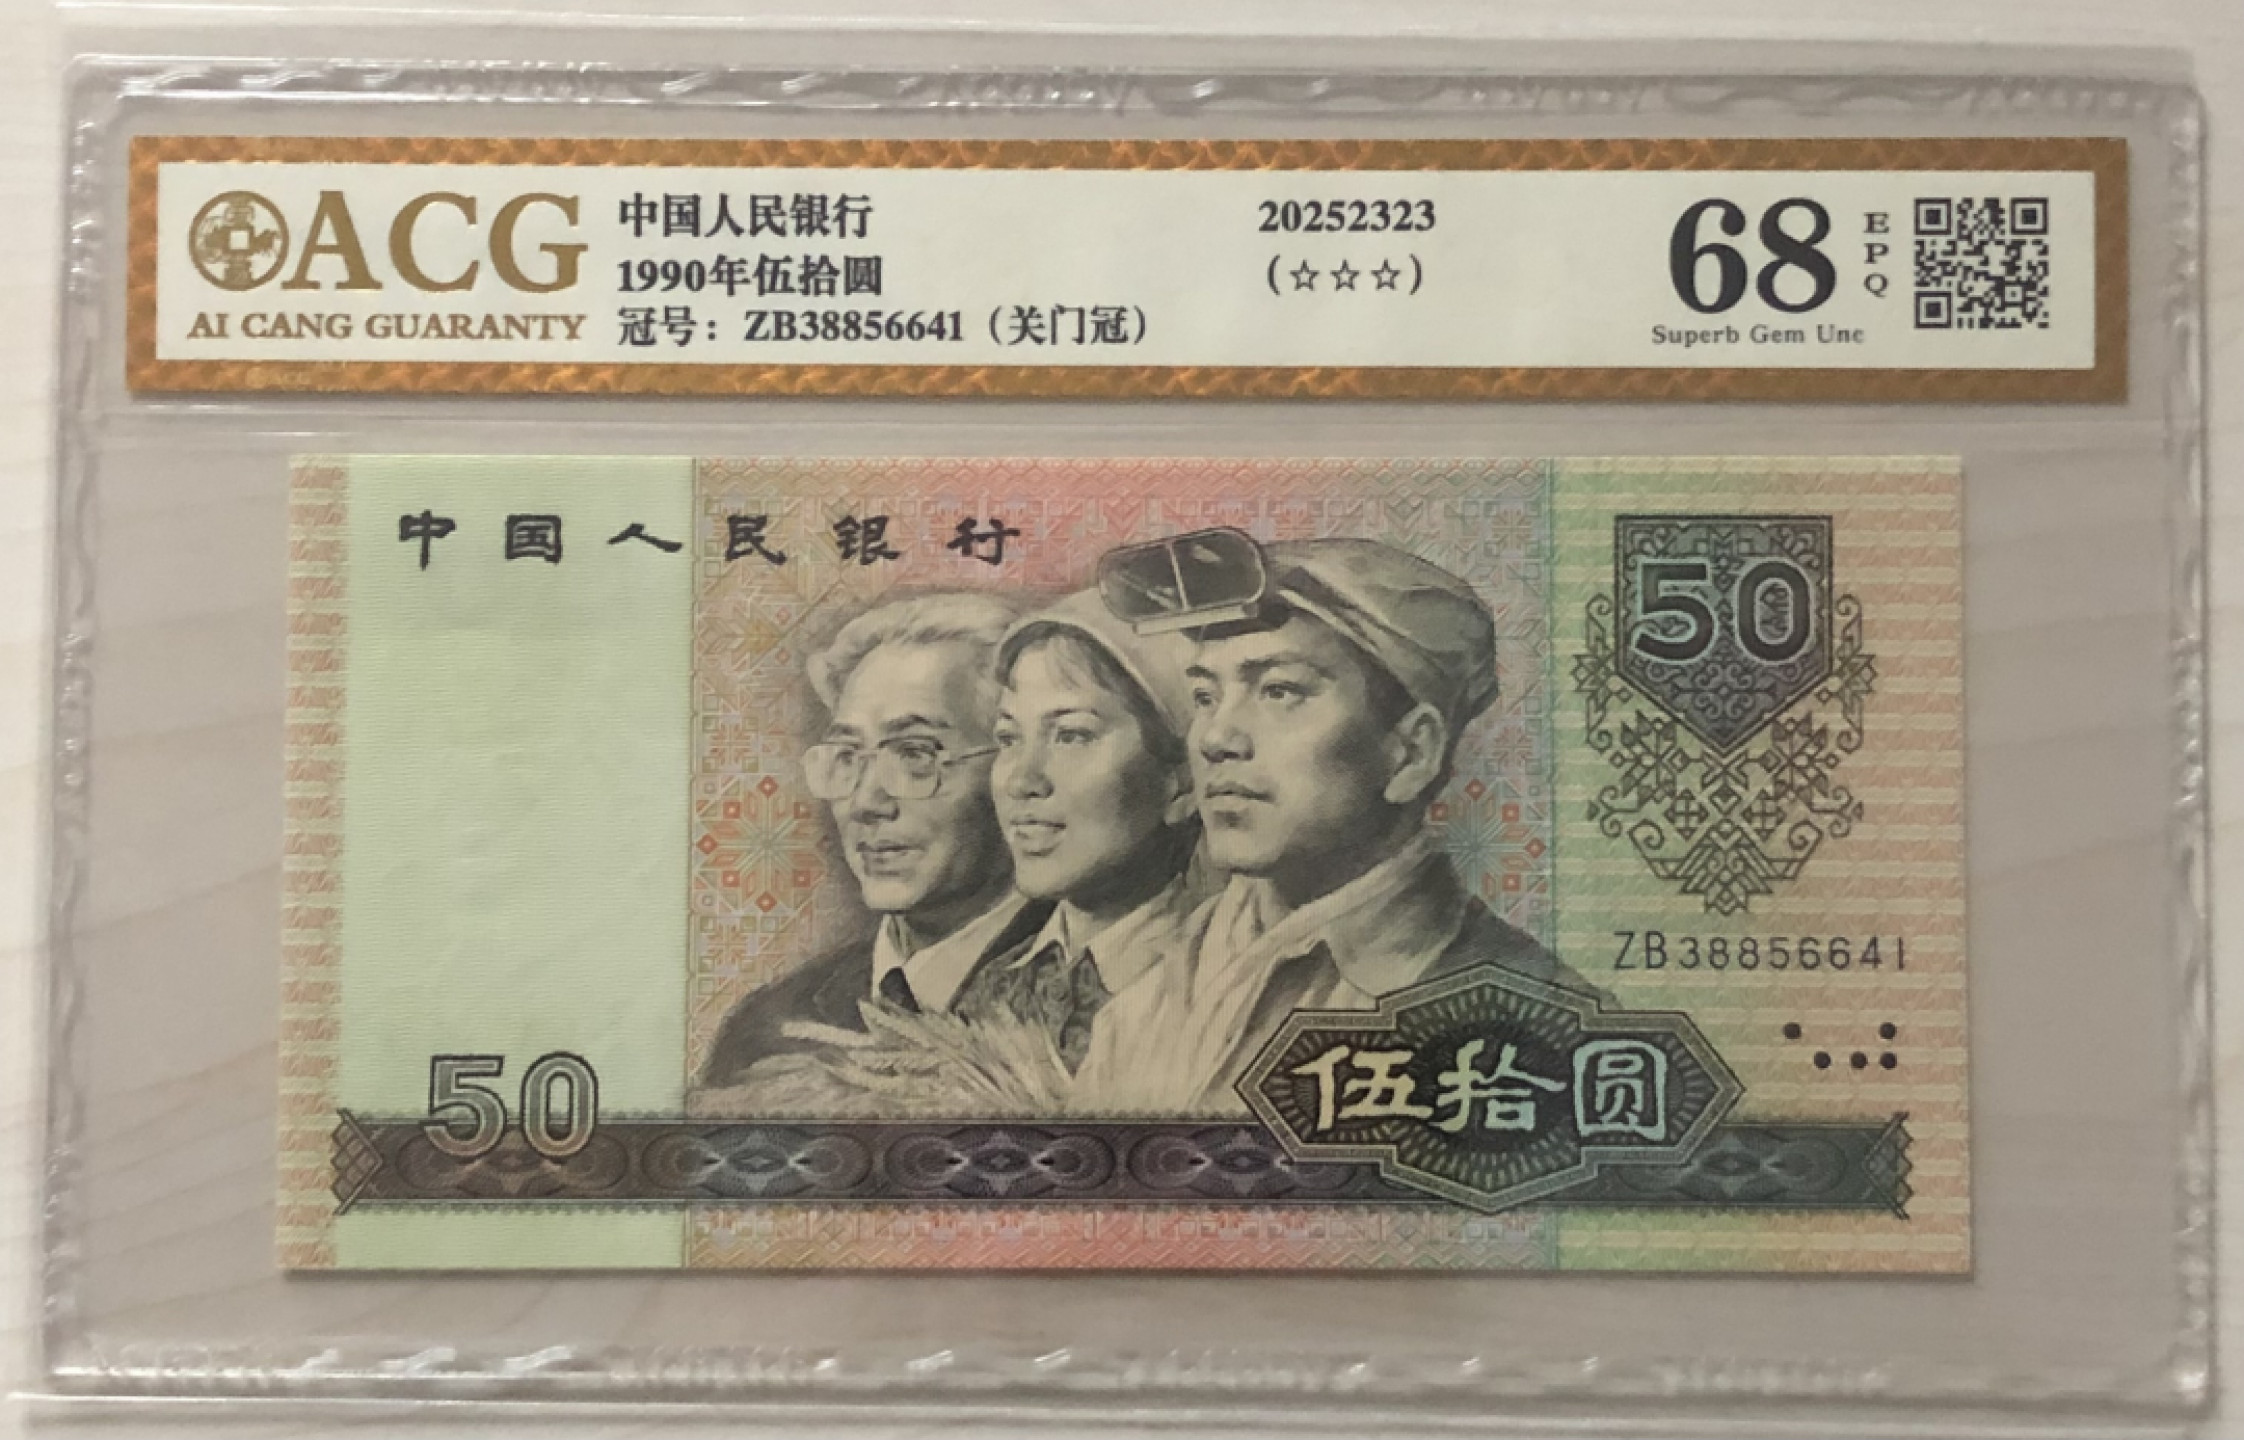 ACG
AI CANG GUARANTY
中国人民银行
1990年伍拾圆
冠号：ZB38856641（关门冠）
20252323
(☆☆☆)
68
EPQ
Superb Gem Unc
中国人民银行
50
ZB38856641
50
伍拾圆